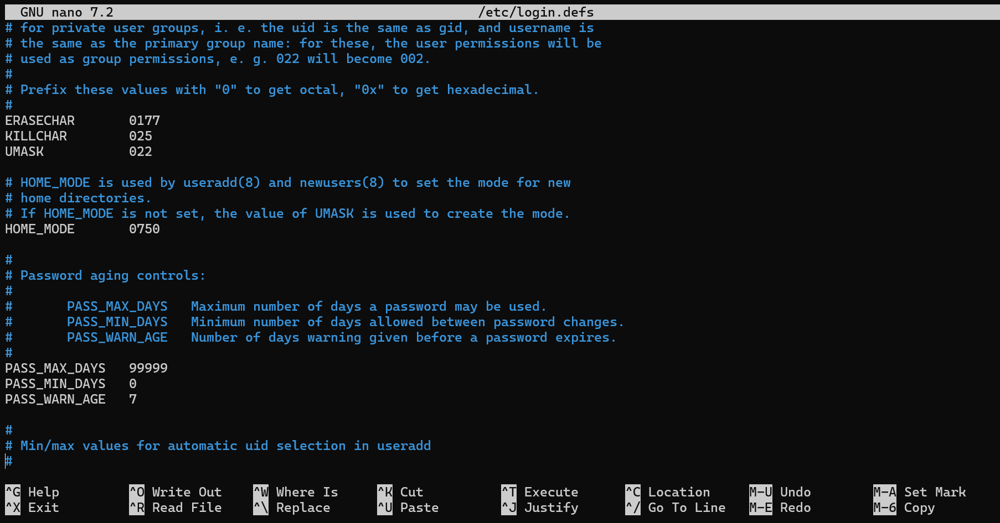 GNU nano 7.2 /etc/login.defs
# for private user groups, i. e. the uid is the same as gid, and username is
# the same as the primary group name: for these, the user permissions will be
# used as group permissions, e. g. 022 will become 002.
#
# Prefix these values with "0" to get octal, "0x" to get hexadecimal.
#
ERASECHAR 0177
KILLCHAR 025
UMASK 022
# HOME_MODE is used by useradd(8) and newusers(8) to set the mode for new
# home directories.
# If HOME_MODE is not set, the value of UMASK is used to create the mode.
HOME_MODE 0750
#
# Password aging controls:
#
# PASS_MAX_DAYS Maximum number of days a password may be used.
# PASS_MIN_DAYS Minimum number of days allowed between password changes.
# PASS_WARN_AGE Number of days warning given before a password expires.
#
PASS_MAX_DAYS 99999
PASS_MIN_DAYS 0
PASS_WARN_AGE 7
#
# Min/max values for automatic uid selection in useradd
#
^G Help ^O Write Out ^W Where Is ^K Cut ^T Execute ^C Location M-U Undo M-A Set Mark
^X Exit ^R Read File ^\ Replace ^U Paste ^J Justify ^/ Go To Line M-E Redo M-6 Copy